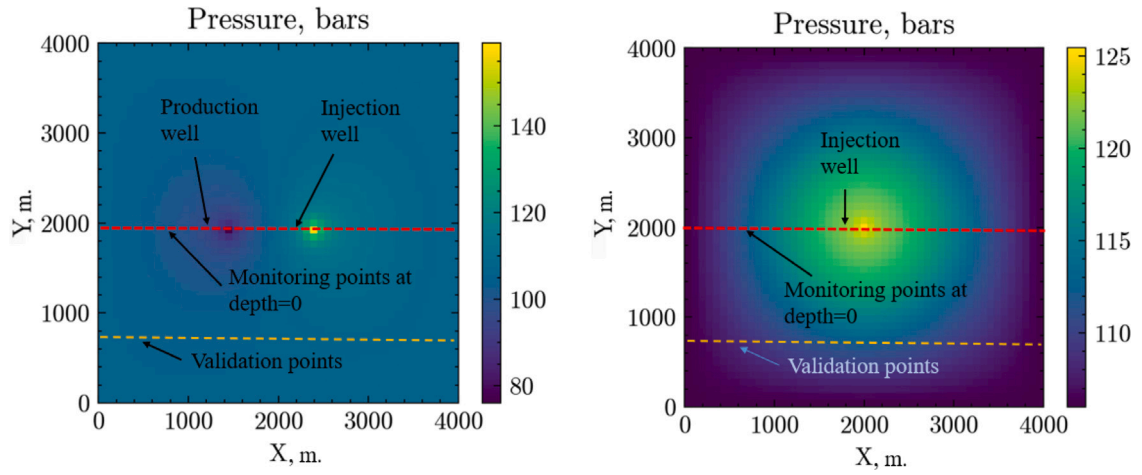 Pressure, bars
4000
3000
2000
1000
0
Y, m.
0
1000
2000
3000
4000
X, m.
Production
well
Injection
well
Monitoring points at
depth=0
Validation points
140
120
100
80
Pressure, bars
4000
3000
2000
1000
0
Y, m.
0
1000
2000
3000
4000
X, m.
Injection
well
Monitoring points at
depth=0
Validation points
125
120
115
110